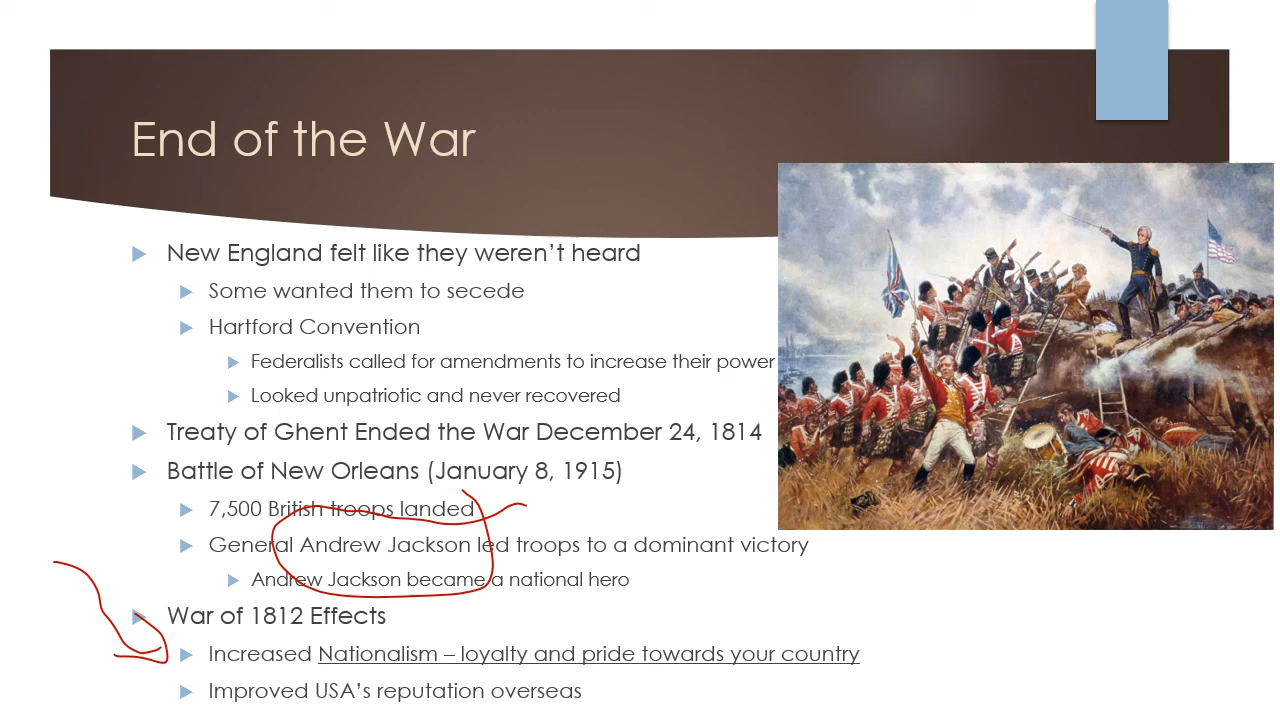 End of the War
New England felt like they weren’t heard
Some wanted them to secede
Hartford Convention
Federalists called for amendments to increase their power
Looked unpatriotic and never recovered
Treaty of Ghent Ended the War December 24, 1814
Battle of New Orleans (January 8, 1915)
7,500 British troops landed
General Andrew Jackson led troops to a dominant victory
Andrew Jackson became a national hero
War of 1812 Effects
Increased Nationalism – loyalty and pride towards your country
Improved USA’s reputation overseas